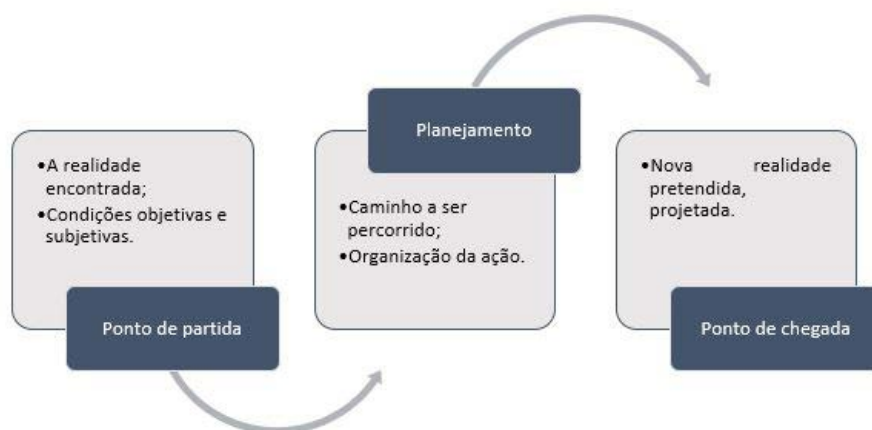 •A realidade
encontrada;
•Condições objetivas e
subjetivas.
Ponto de partida
Planejamento
•Caminho a ser
percorrido;
•Organização da ação.
•Nova realidade
pretendida,
projetada.
Ponto de chegada